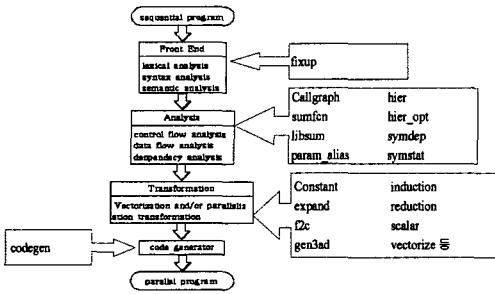 sequential program
Front End
lexical analysis
syntax analysis
semantic analysis
fixup
Analysis
control flow analysis
data flow analysis
dependency analysis
Callgraph hier
sumfcn hier_opt
libsum symdep
param_alias symstat
Transformation
Vectorization and/or parallelization transformation
Constant induction
expand reduction
f2c scalar
gen3ad vectorize 등
codegen
code generator
parallel program